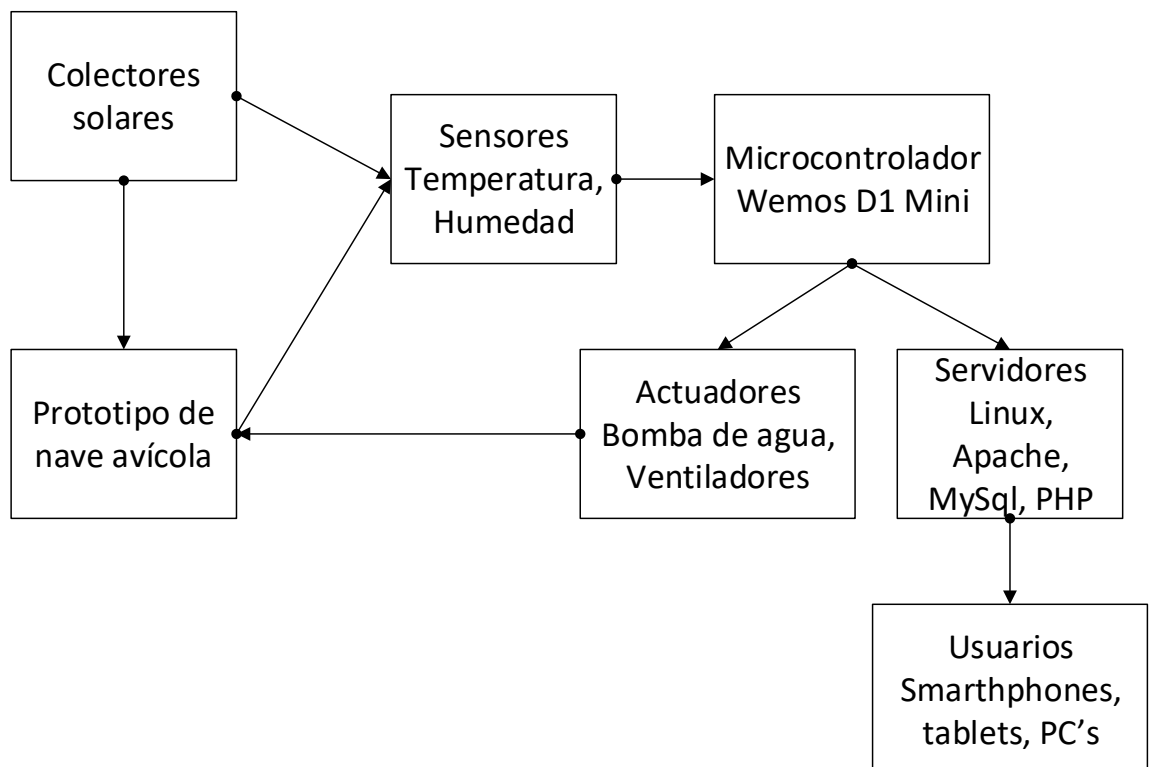 Colectores
solares
Sensores
Temperatura,
Humedad
Microcontrolador
Wemos D1 Mini
Prototipo de
nave avícola
Actuadores
Bomba de agua,
Ventiladores
Servidores
Linux,
Apache,
MySql, PHP
Usuarios
Smarthphones,
tablets, PC’s